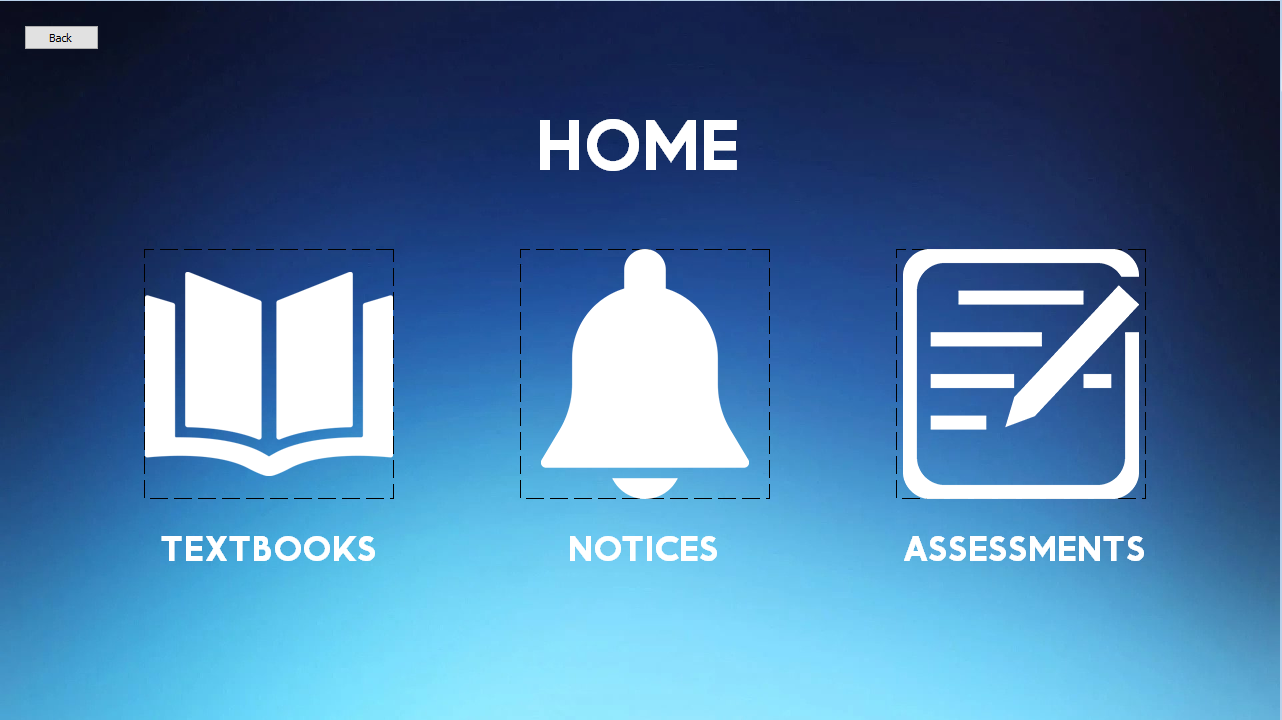 Back
HOME
TEXTBOOKS
NOTICES
ASSESSMENTS